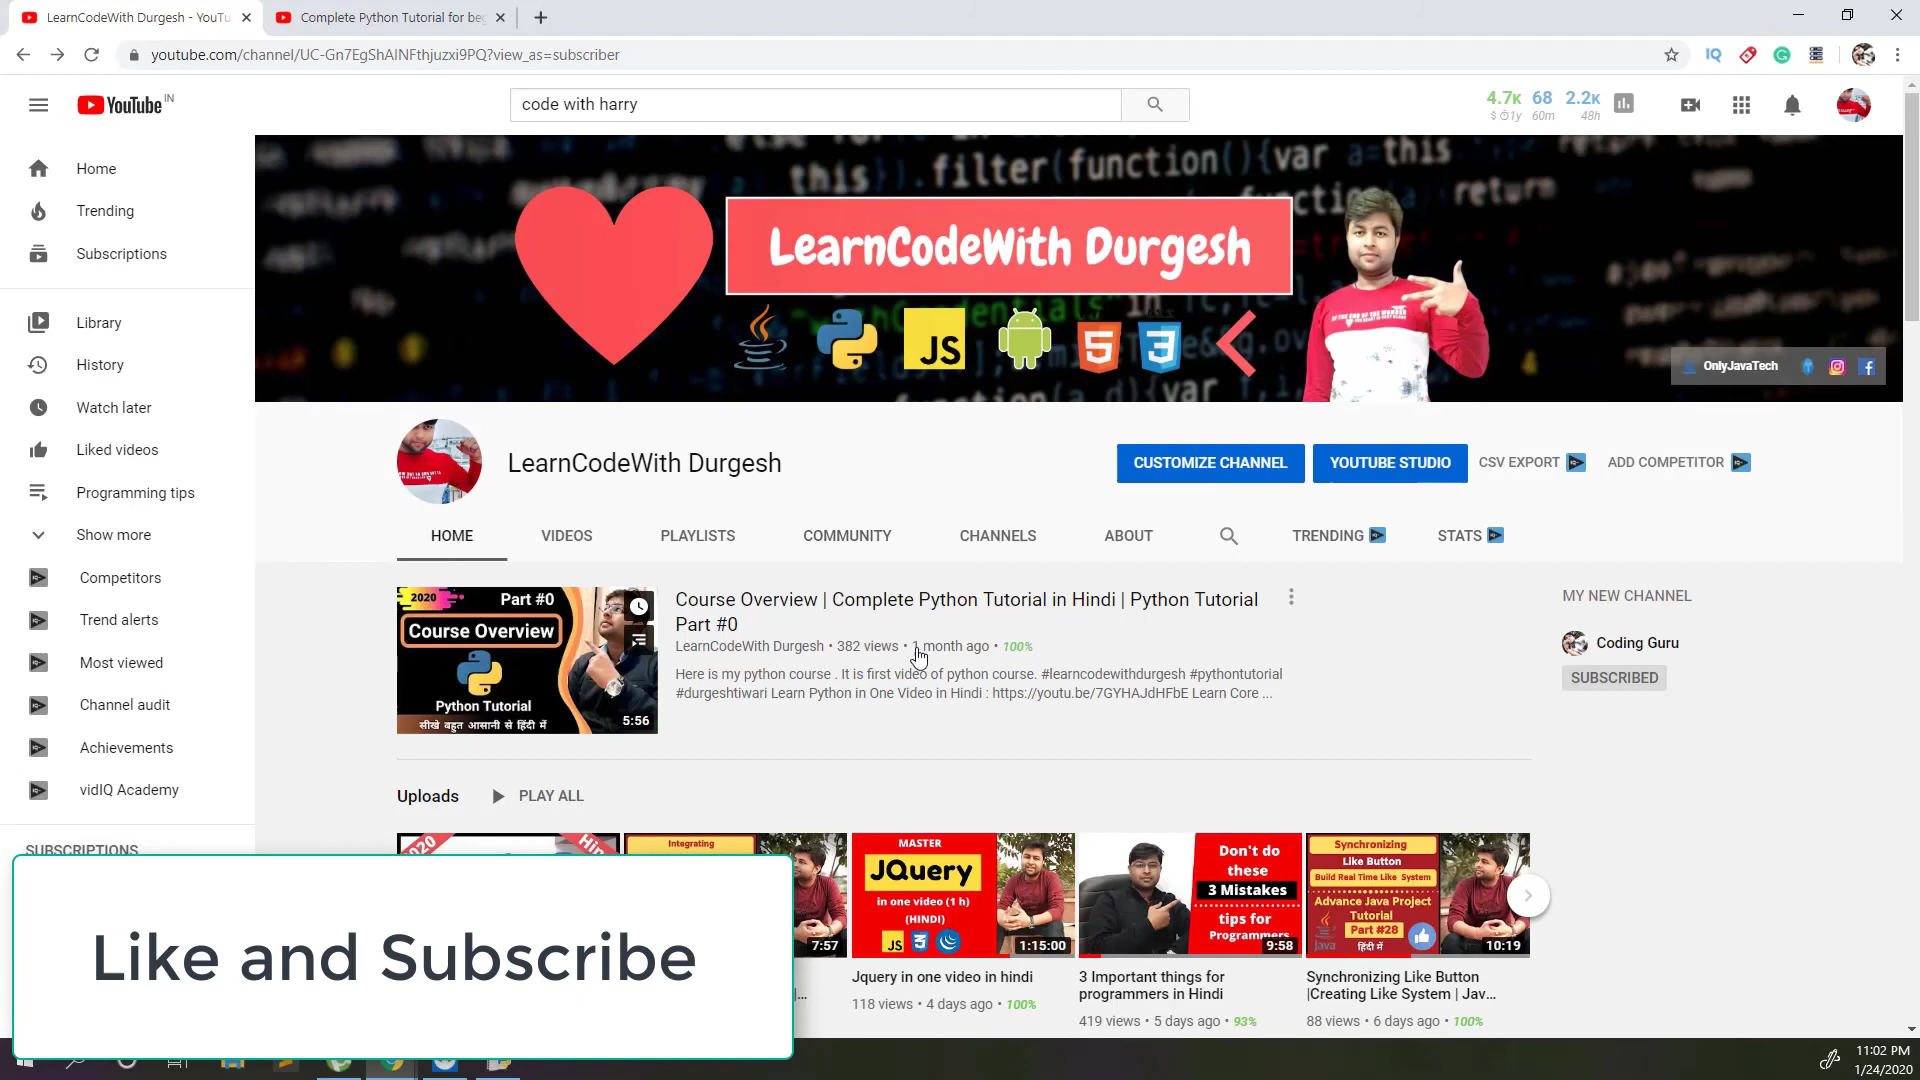 LearnCodeWith Durgesh - YouTu
Complete Python Tutorial for beg
youtube.com/channel/UC-Gn7EgShAINFthjuzxi9PQ?view_as=subscriber
YouTube IN
code with harry
4.7K 68 2.2K
1y 60m 48h
Home
Trending
Subscriptions
Library
History
Watch later
Liked videos
Programming tips
Show more
Competitors
Trend alerts
Most viewed
Channel audit
Achievements
vidIQ Academy
SUBSCRIPTIONS
LearnCodeWith Durgesh
JS
OnlyJavaTech
LearnCodeWith Durgesh
CUSTOMIZE CHANNEL
YOUTUBE STUDIO
CSV EXPORT
ADD COMPETITOR
HOME VIDEOS PLAYLISTS COMMUNITY CHANNELS ABOUT TRENDING STATS
2020
Part #0
Course Overview
Python Tutorial
सीखे बहुत आसानी से हिंदी में
5:56
Course Overview | Complete Python Tutorial in Hindi | Python Tutorial
Part #0
LearnCodeWith Durgesh • 382 views • 1 month ago • 100%
Here is my python course . It is first video of python course. #learncodewithdurgesh #pythontutorial
#durgeshtiwari Learn Python in One Video in Hindi : https://youtu.be/7GYHAJdHFbE Learn Core ...
MY NEW CHANNEL
Coding Guru
SUBSCRIBED
Uploads
PLAY ALL
2020
Integrating
7:57
MASTER
JQuery
in one video (1 h)
(HINDI)
JS
1:15:00
Jquery in one video in hindi
118 views • 4 days ago • 100%
Don't do
these
3 Mistakes
tips for
Programmers
9:58
3 Important things for
programmers in Hindi
419 views • 5 days ago • 93%
Synchronizing
Like Button
Build Real Time Like System
Advance Java Project
Tutorial
Part #28
Java
हिंदी में
10:19
Synchronizing Like Button
|Creating Like System | Jav...
88 views • 6 days ago • 100%
Like and Subscribe
11:02 PM
1/24/2020